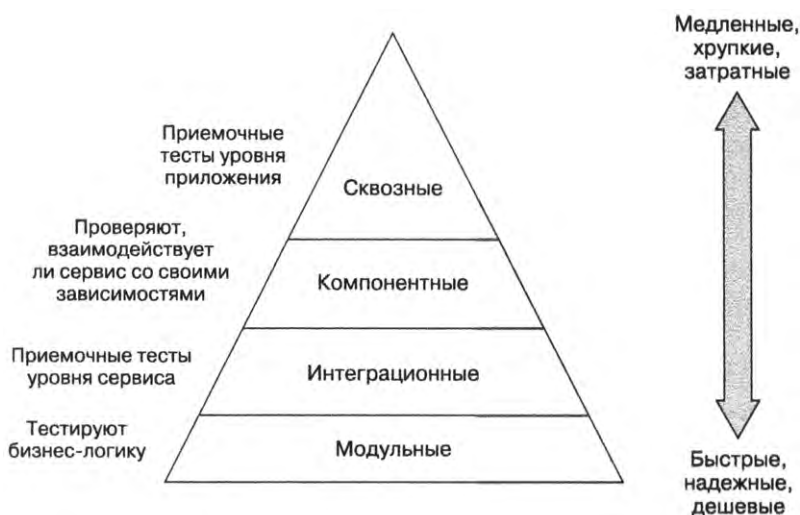 Приемочные
тесты уровня
приложения
Проверяют,
взаимодействует
ли сервис со своими
зависимостями
Приемочные тесты
уровня сервиса
Тестируют
бизнес-логику
Сквозные
Компонентные
Интеграционные
Модульные
Медленные,
хрупкие,
затратные
Быстрые,
надежные,
дешевые